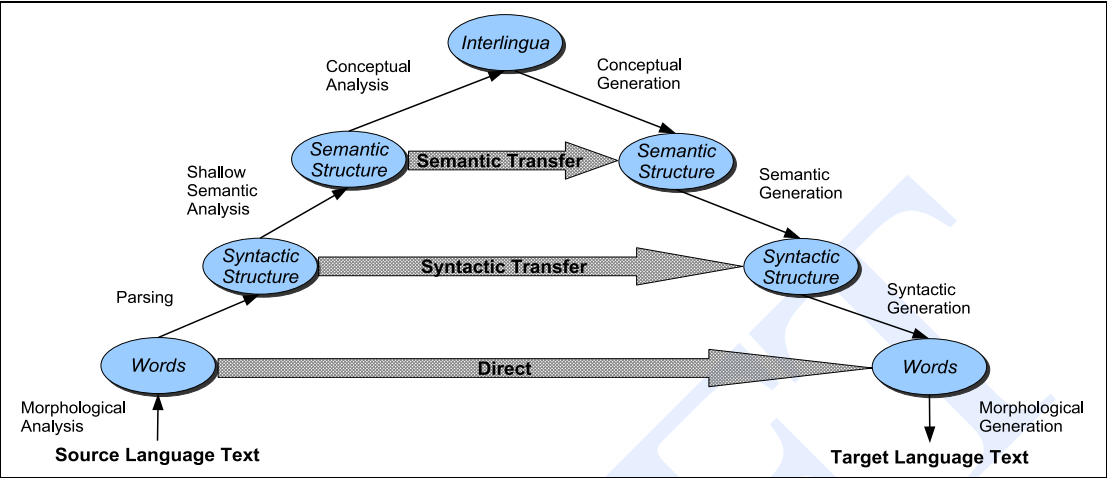 Interlingua
Conceptual
Analysis
Conceptual
Generation
Semantic
Structure
Semantic Transfer
Semantic
Structure
Shallow
Semantic
Analysis
Semantic
Generation
Syntactic
Structure
Syntactic Transfer
Syntactic
Structure
Parsing
Syntactic
Generation
Words
Direct
Words
Morphological
Analysis
Morphological
Generation
Source Language Text
Target Language Text